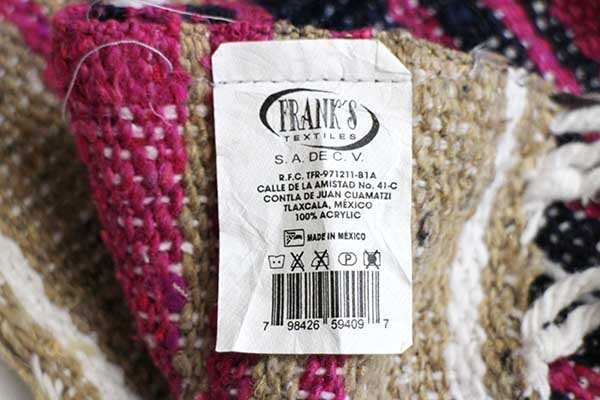 FRANK'S
TEXTILES
S. A. DE C. V.
R.F.C. TFR-971211-B1A
CALLE DE LA AMISTAD No. 41-C
CONTLA DE JUAN CUAMATZI
TLAXCALA, MÉXICO
100% ACRYLIC
MADE IN MÉXICO
P
7 98426 59409 7